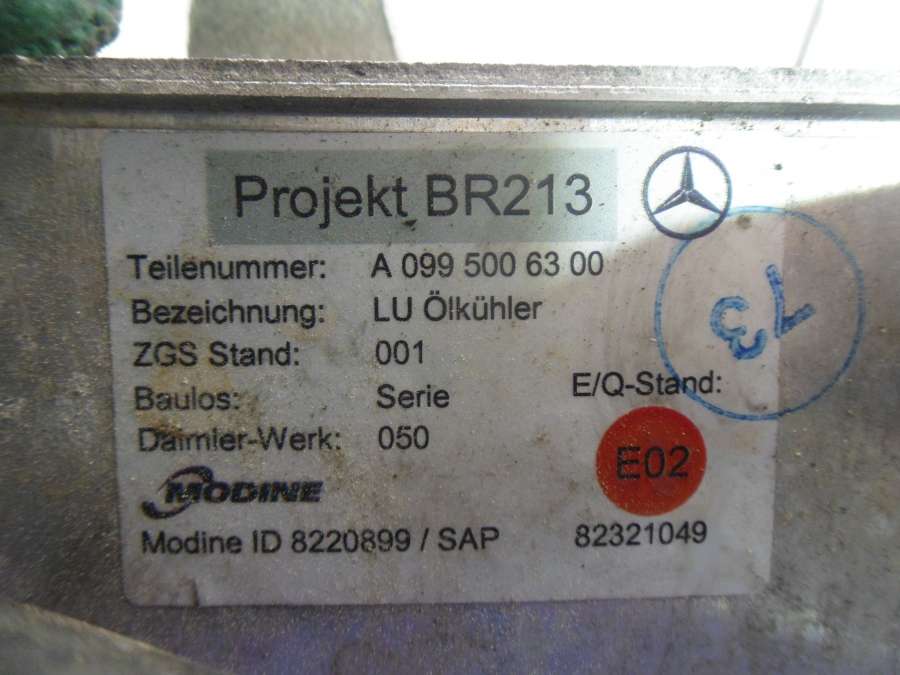 Projekt BR213
Teilenummer: A 099 500 63 00
Bezeichnung: LU Ölkühler
ZGS Stand: 001
Baulos: Serie
E/Q-Stand:
Daimler-Werk: 050
E02
MODINE
Modine ID 8220899 / SAP 82321049
13